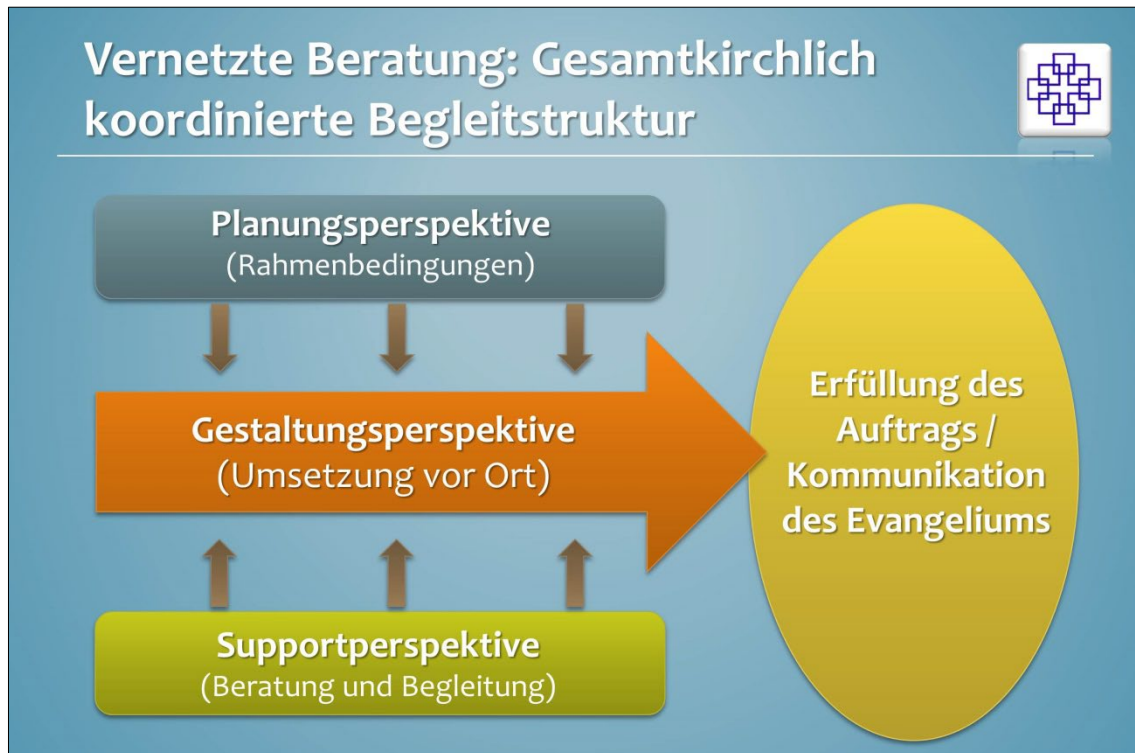 Vernetzte Beratung: Gesamtkirchlich
koordinierte Begleitstruktur
Planungsperspektive
(Rahmenbedingungen)
Gestaltungsperspektive
(Umsetzung vor Ort)
Supportperspektive
(Beratung und Begleitung)
Erfüllung des
Auftrags /
Kommunikation
des Evangeliums